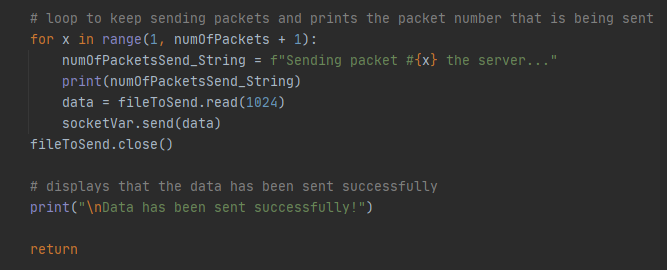 # loop to keep sending packets and prints the packet number that is being sent
for x in range(1, numOfPackets + 1):
    numOfPacketsSend_String = f"Sending packet #{x} the server..."
    print(numOfPacketsSend_String)
    data = fileToSend.read(1024)
    socketVar.send(data)
fileToSend.close()

# displays that the data has been sent successfully
print("\nData has been sent successfully!")

return